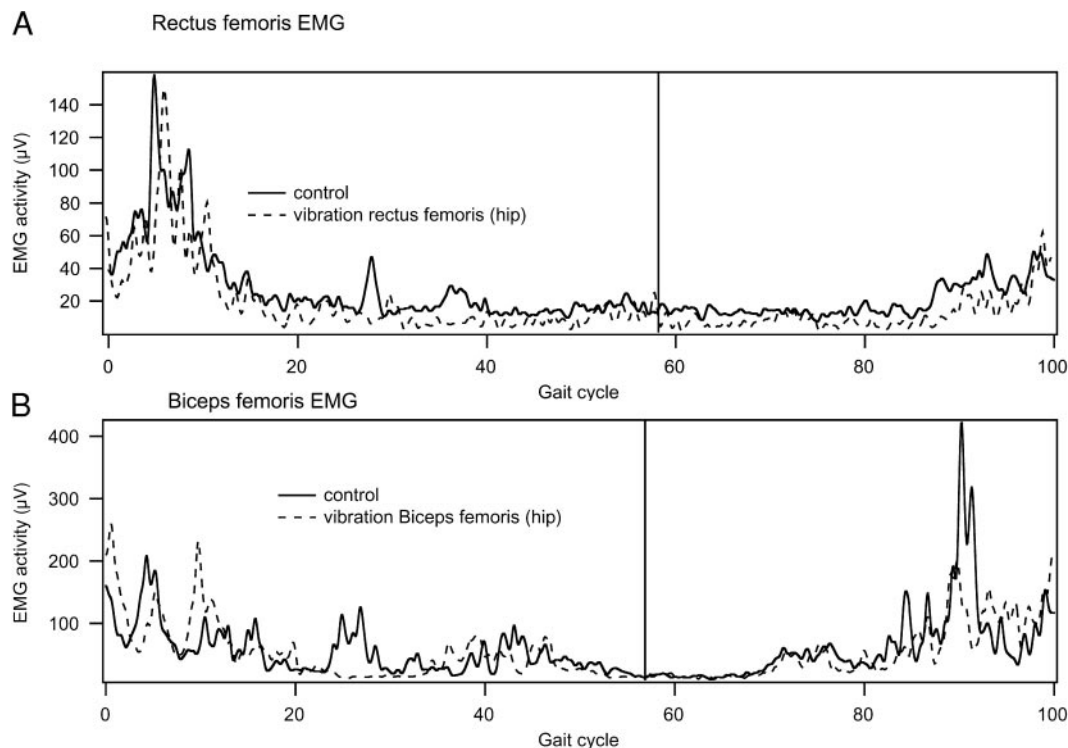 A
Rectus femoris EMG
140
120
100
80
60
40
20
EMG activity (µV)
control
vibration rectus femoris (hip)
0 20 40 60 80 100
Gait cycle
B
Biceps femoris EMG
400
300
200
100
EMG activity (µV)
control
vibration Biceps femoris (hip)
0 20 40 60 80 100
Gait cycle